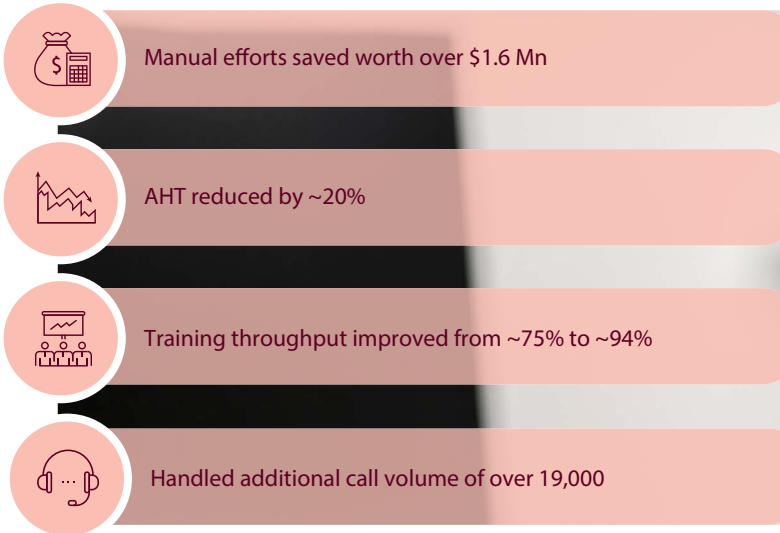 $
Manual efforts saved worth over $1.6 Mn
AHT reduced by ~20%
Training throughput improved from ~75% to ~94%
Handled additional call volume of over 19,000